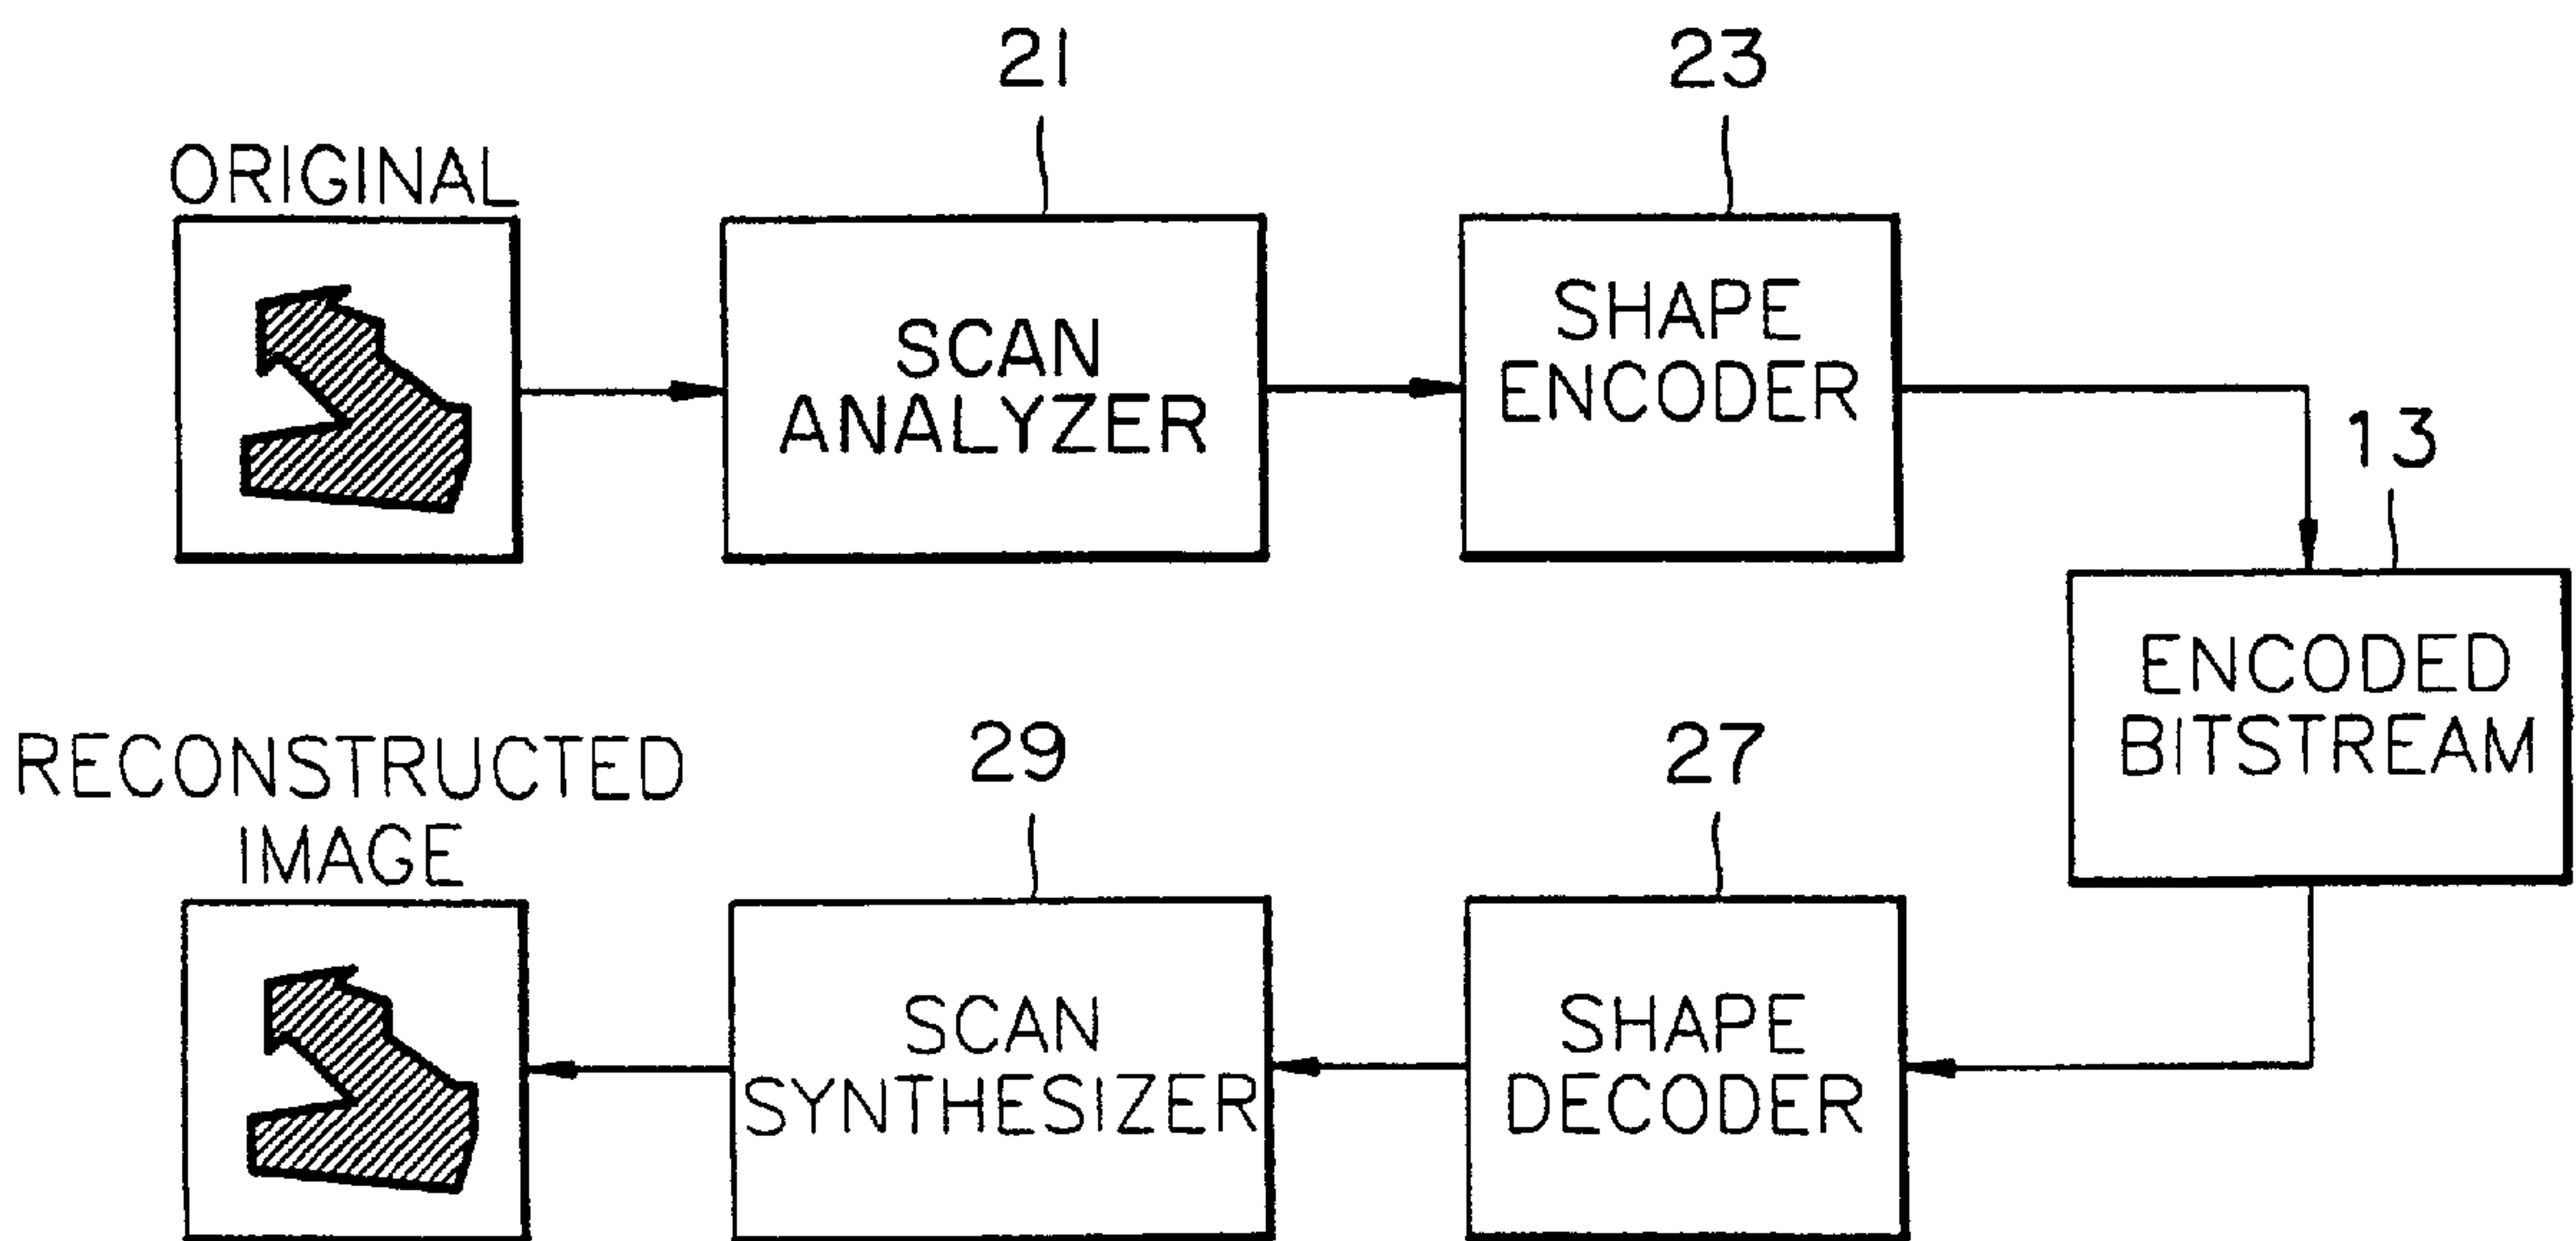 21
23
ORIGINAL
SCAN
ANALYZER
SHAPE
ENCODER
13
ENCODED
BITSTREAM
RECONSTRUCTED
IMAGE
29
27
SCAN
SYNTHESIZER
SHAPE
DECODER